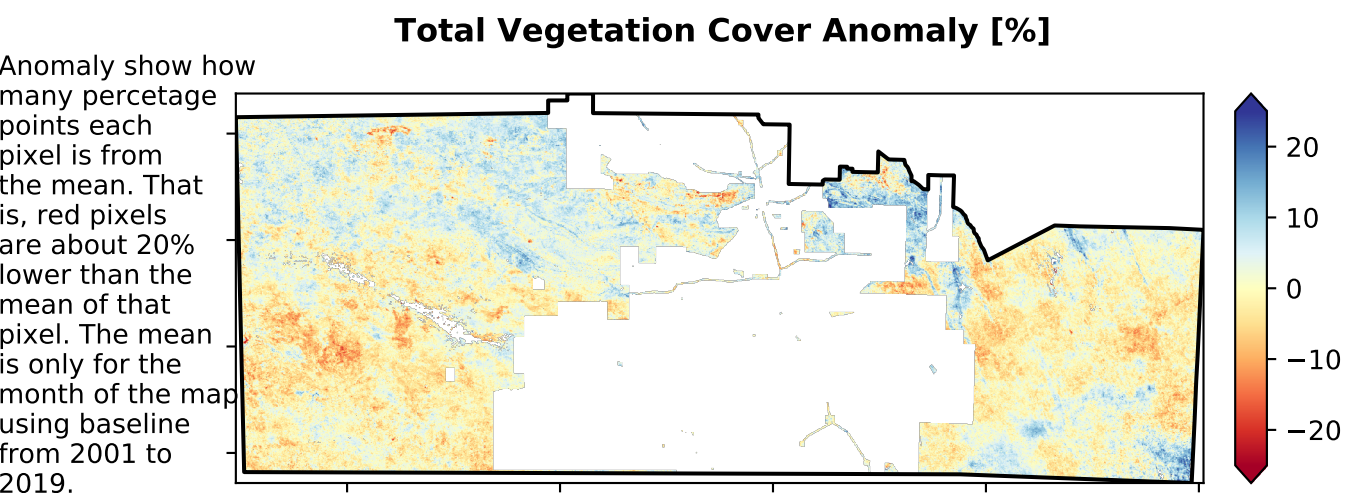 Total Vegetation Cover Anomaly [%]
Anomaly show how
many percetage
points each
pixel is from
the mean. That
is, red pixels
are about 20%
lower than the
mean of that
pixel. The mean
is only for the
month of the map
using baseline
from 2001 to
2019.
20
10
0
−10
−20